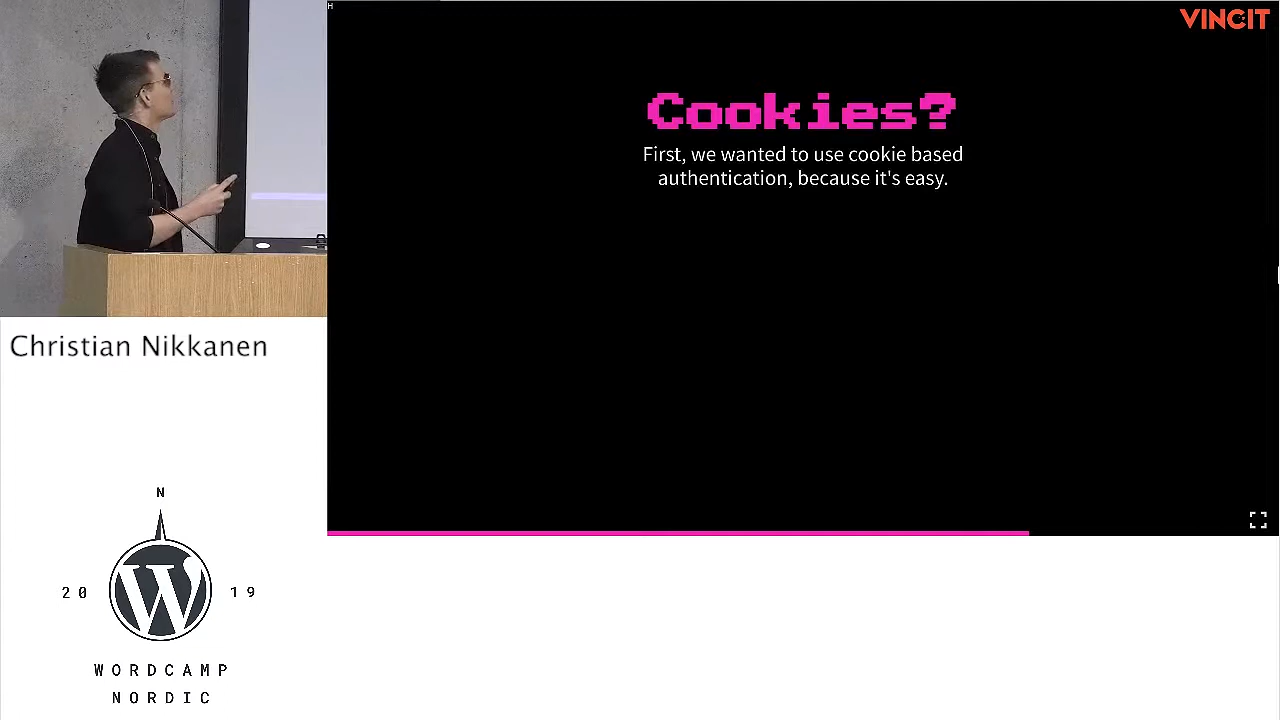 H
VINCIT
Cookies?
First, we wanted to use cookie based
authentication, because it's easy.
Christian Nikkanen
N
20 19
WORDCAMP
NORDIC